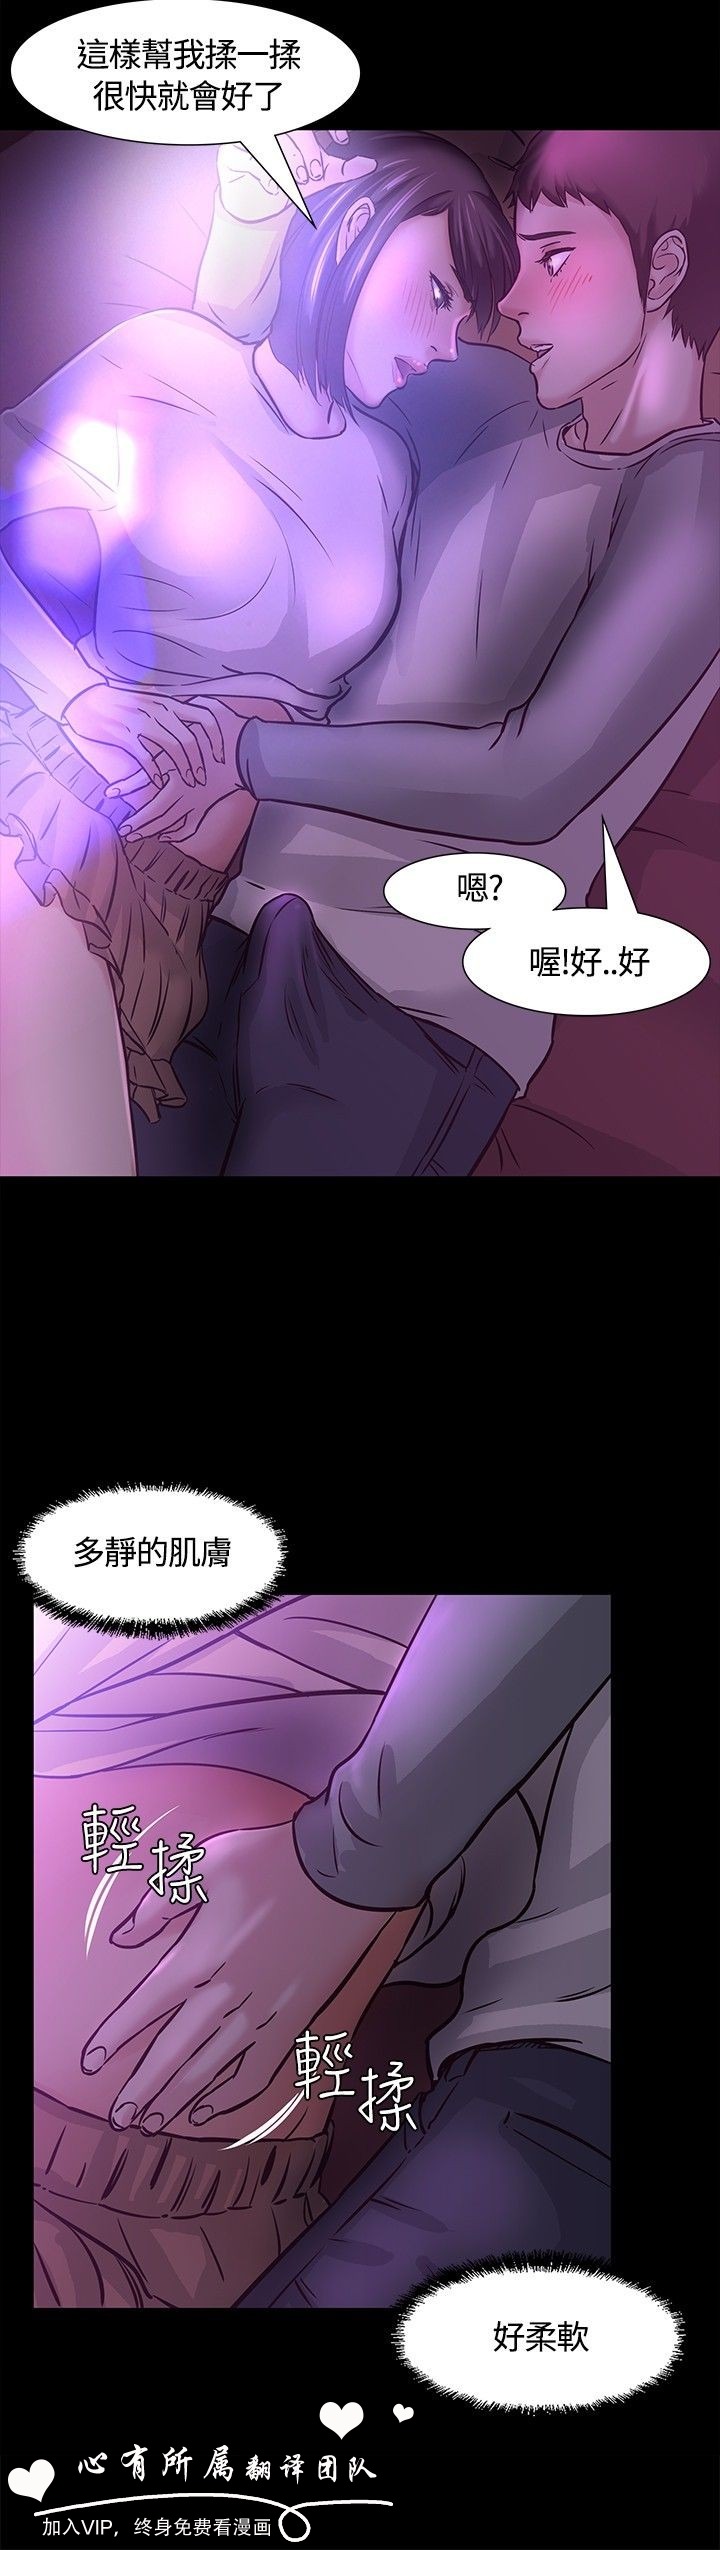 這樣幫我揉一揉
很快就會好了
嗯?
喔!好..好
多靜的肌膚
輕揉
輕揉
好柔軟
心有所属翻译团队
加入VIP，终身免费看漫画